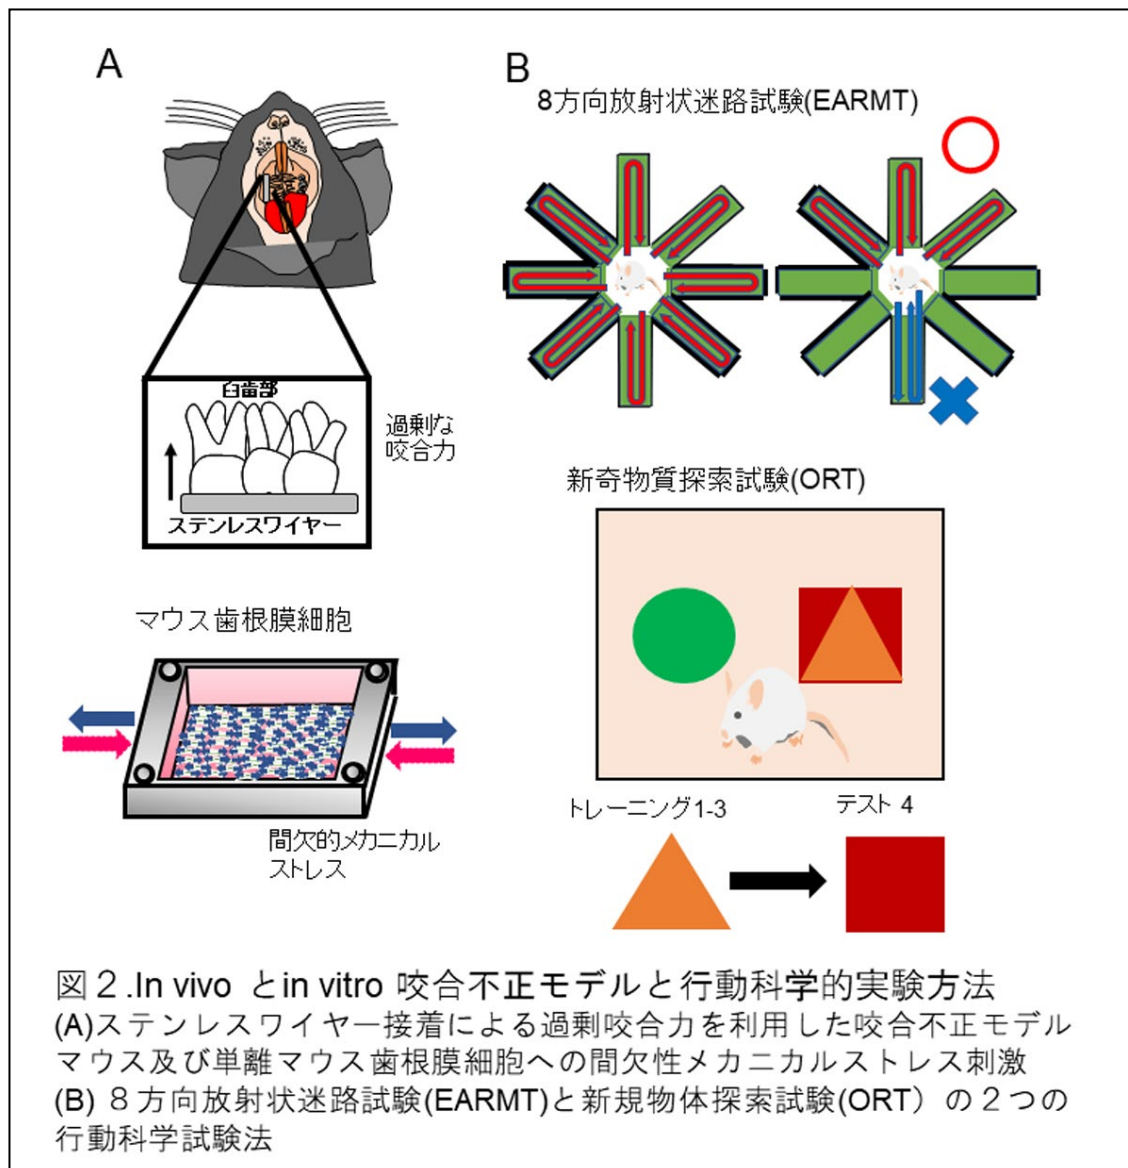 A
B
8方向放射状迷路試験(EARMT)
臼歯部
過剰な
咬合力
ステンレスワイヤー
新奇物質探索試験(ORT)
マウス歯根膜細胞
間欠的メカニカル
ストレス
トレーニング1-3
テスト 4
図２.In vivo とin vitro 咬合不正モデルと行動科学的実験方法
(A)ステンレスワイヤー接着による過剰咬合力を利用した咬合不正モデル
マウス及び単離マウス歯根膜細胞への間欠性メカニカルストレス刺激
(B) ８方向放射状迷路試験(EARMT)と新規物体探索試験(ORT）の２つの
行動科学試験法